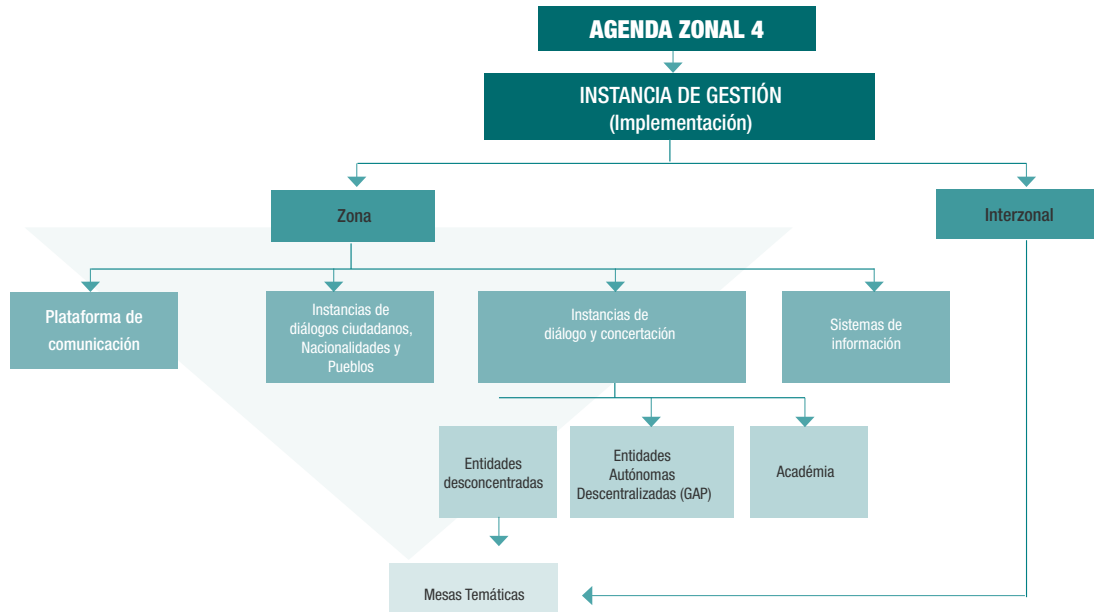 AGENDA ZONAL 4
INSTANCIA DE GESTIÓN
(Implementación)
Zona
Interzonal
Plataforma de
comunicación
Instancias de
diálogos ciudadanos,
Nacionalidades y
Pueblos
Instancias de
diálogo y concertación
Sistemas de
información
Entidades
desconcentradas
Entidades
Autónomas
Descentralizadas (GAP)
Académia
Mesas Temáticas